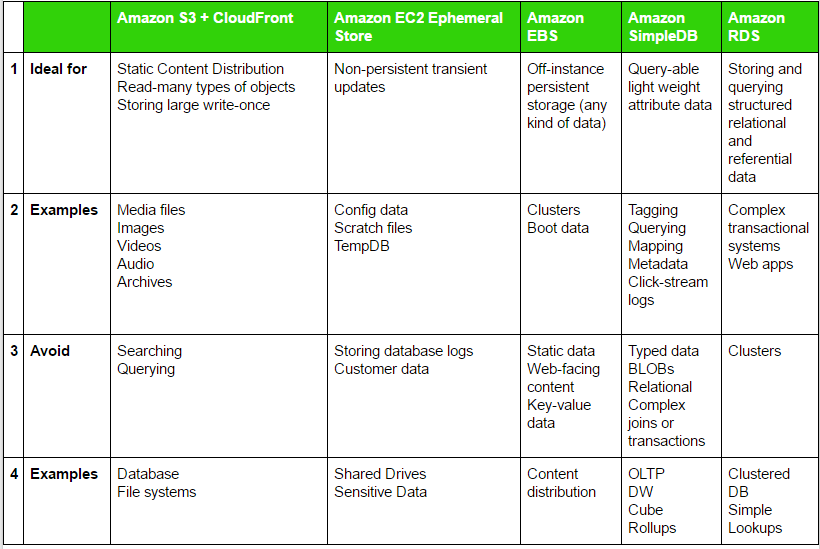 Amazon S3 + CloudFront
Amazon EC2 Ephemeral
Store
Amazon
EBS
Amazon
SimpleDB
Amazon
RDS
1
Ideal for
Static Content Distribution
Read-many types of objects
Storing large write-once
Non-persistent transient
updates
Off-instance
persistent
storage (any
kind of data)
Query-able
light weight
attribute data
Storing and
querying
structured
relational
and
referential
data
2
Examples
Media files
Images
Videos
Audio
Archives
Config data
Scratch files
TempDB
Clusters
Boot data
Tagging
Querying
Mapping
Metadata
Click-stream
logs
Complex
transactional
systems
Web apps
3
Avoid
Searching
Querying
Storing database logs
Customer data
Static data
Web-facing
content
Key-value
data
Typed data
BLOBs
Relational
Complex
joins or
transactions
Clusters
4
Examples
Database
File systems
Shared Drives
Sensitive Data
Content
distribution
OLTP
DW
Cube
Rollups
Clustered
DB
Simple
Lookups